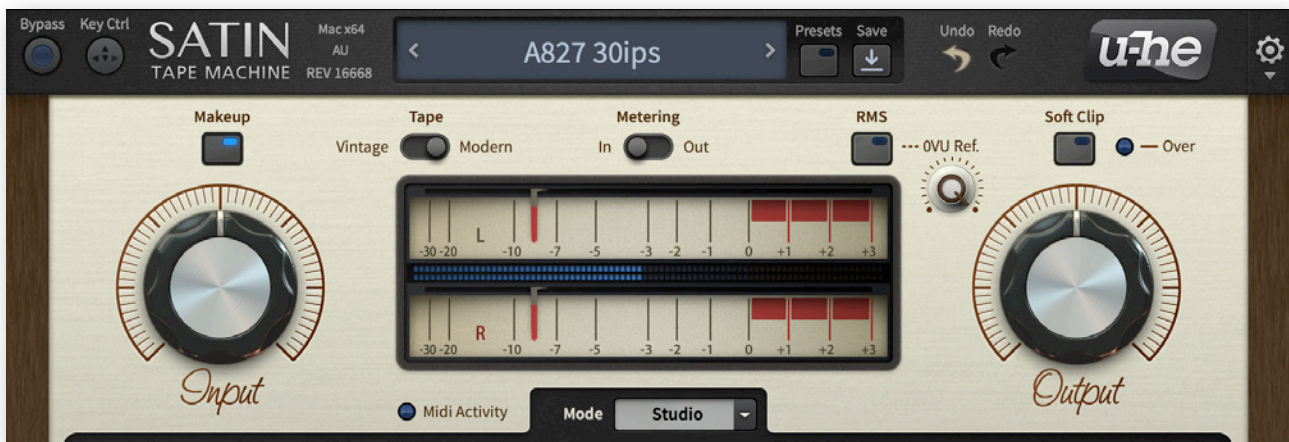 Bypass
Key Ctrl
SATIN
TAPE MACHINE
Mac x64
AU
REV 16668
A827 30ips
Presets
Save
Undo
Redo
u-he
Makeup
Tape
Vintage
Modern
Metering
In
Out
RMS
--- 0VU Ref.
Soft Clip
Over
L
-30 -20 -10 -7 -5 -3 -2 -1 0 +1 +2 +3
R
-30 -20 -10 -7 -5 -3 -2 -1 0 +1 +2 +3
Input
Output
Midi Activity
Mode
Studio